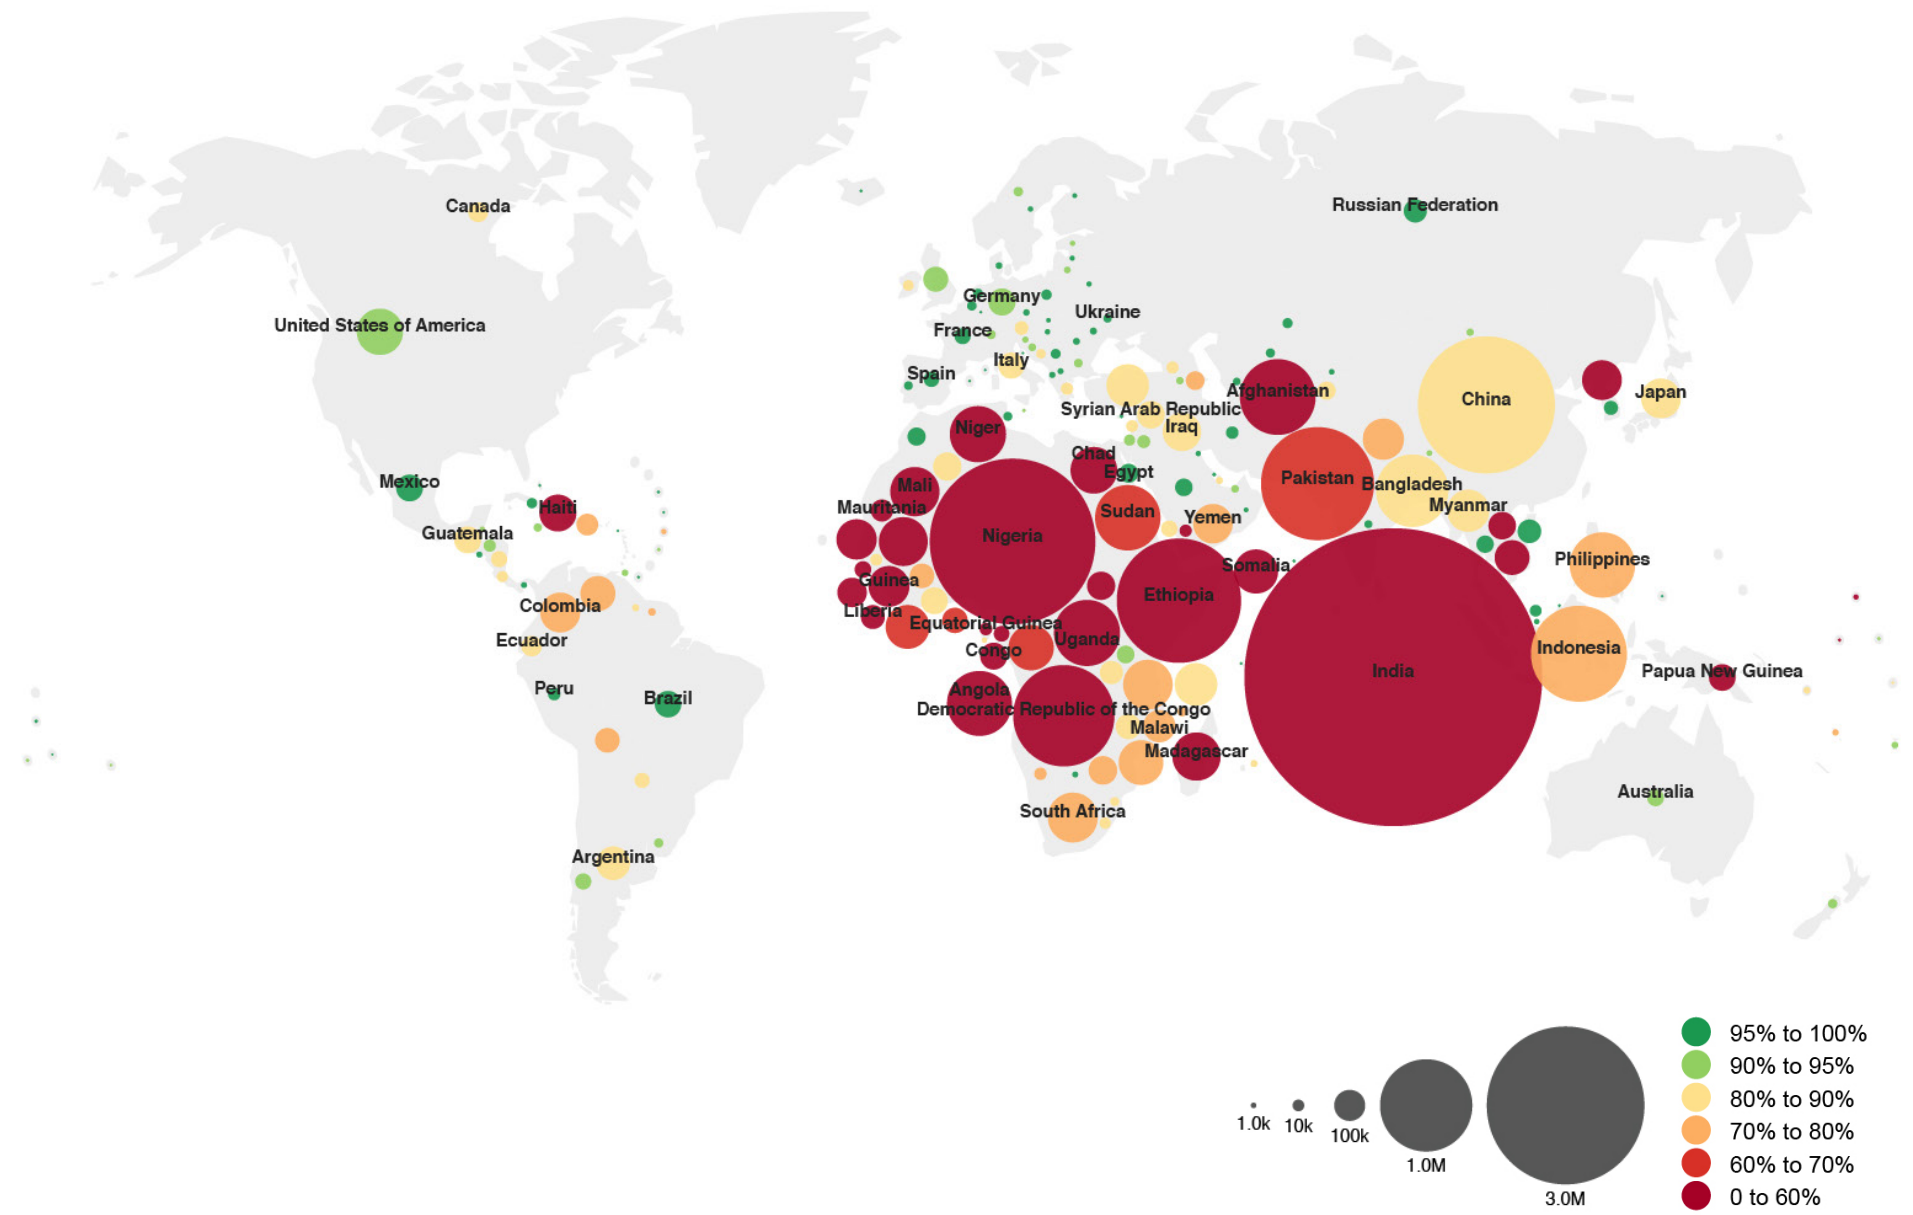 Canada
Russian Federation
Germany
Ukraine
United States of America
France
Italy
Spain
Afghanistan
China
Japan
Syrian Arab Republic
Iraq
Niger
Chad
Egypt
Mexico
Pakistan
Bangladesh
Mali
Haiti
Mauritania
Myanmar
Sudan
Yemen
Guatemala
Nigeria
Philippines
Somalia
Guinea
Ethiopia
Colombia
Liberia
Equatorial Guinea
Ecuador
Uganda
Congo
Indonesia
India
Papua New Guinea
Peru
Angola
Brazil
Democratic Republic of the Congo
Malawi
Madagascar
Australia
South Africa
Argentina
1.0k
10k
100k
1.0M
3.0M
95% to 100%
90% to 95%
80% to 90%
70% to 80%
60% to 70%
0 to 60%